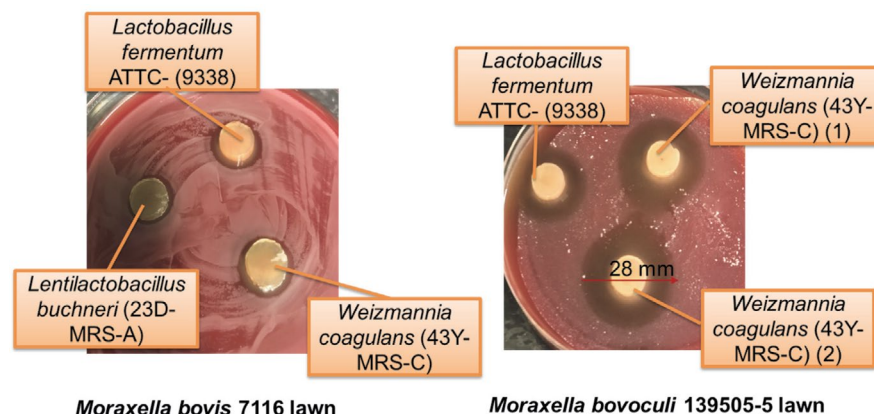 Lactobacillus
fermentum
ATTC- (9338)
Lentilactobacillus
buchneri (23D-
MRS-A)
Weizmannia
coagulans (43Y-
MRS-C)
Moraxella bovis 7116 lawn
Lactobacillus
fermentum
ATTC- (9338)
Weizmannia
coagulans (43Y-
MRS-C) (1)
28 mm
Weizmannia
coagulans (43Y-
MRS-C) (2)
Moraxella bovoculi 139505-5 lawn